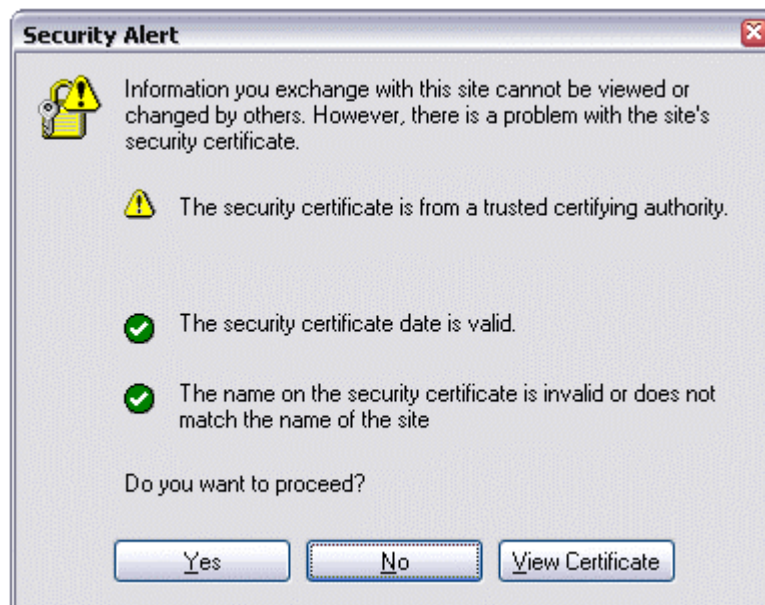 Security Alert
Information you exchange with this site cannot be viewed or
changed by others. However, there is a problem with the site's
security certificate.
The security certificate is from a trusted certifying authority.
The security certificate date is valid.
The name on the security certificate is invalid or does not
match the name of the site
Do you want to proceed?
Yes
No
View Certificate